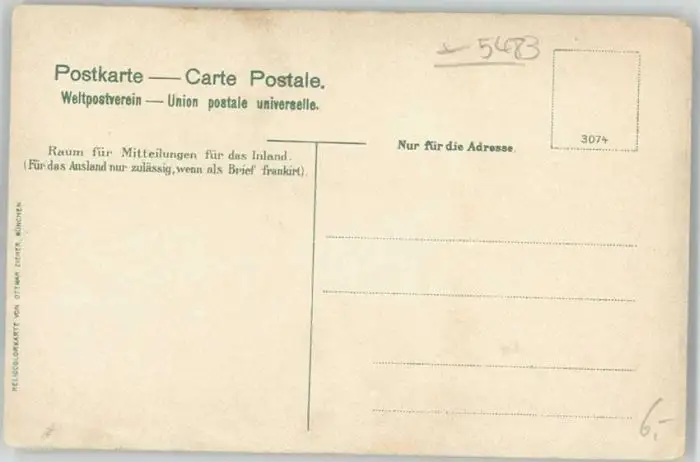 5483
Postkarte — Carte Postale.
Weltpostverein — Union postale universelle.
3074
Nur für die Adresse.
Raum für Mitteilungen für das Inland.
(Für das Ausland nur zulässig, wenn als Brief frankirt).
HELIOCOLORKARTE VON OTTMAR ZIEHER, MÜNCHEN
6,-